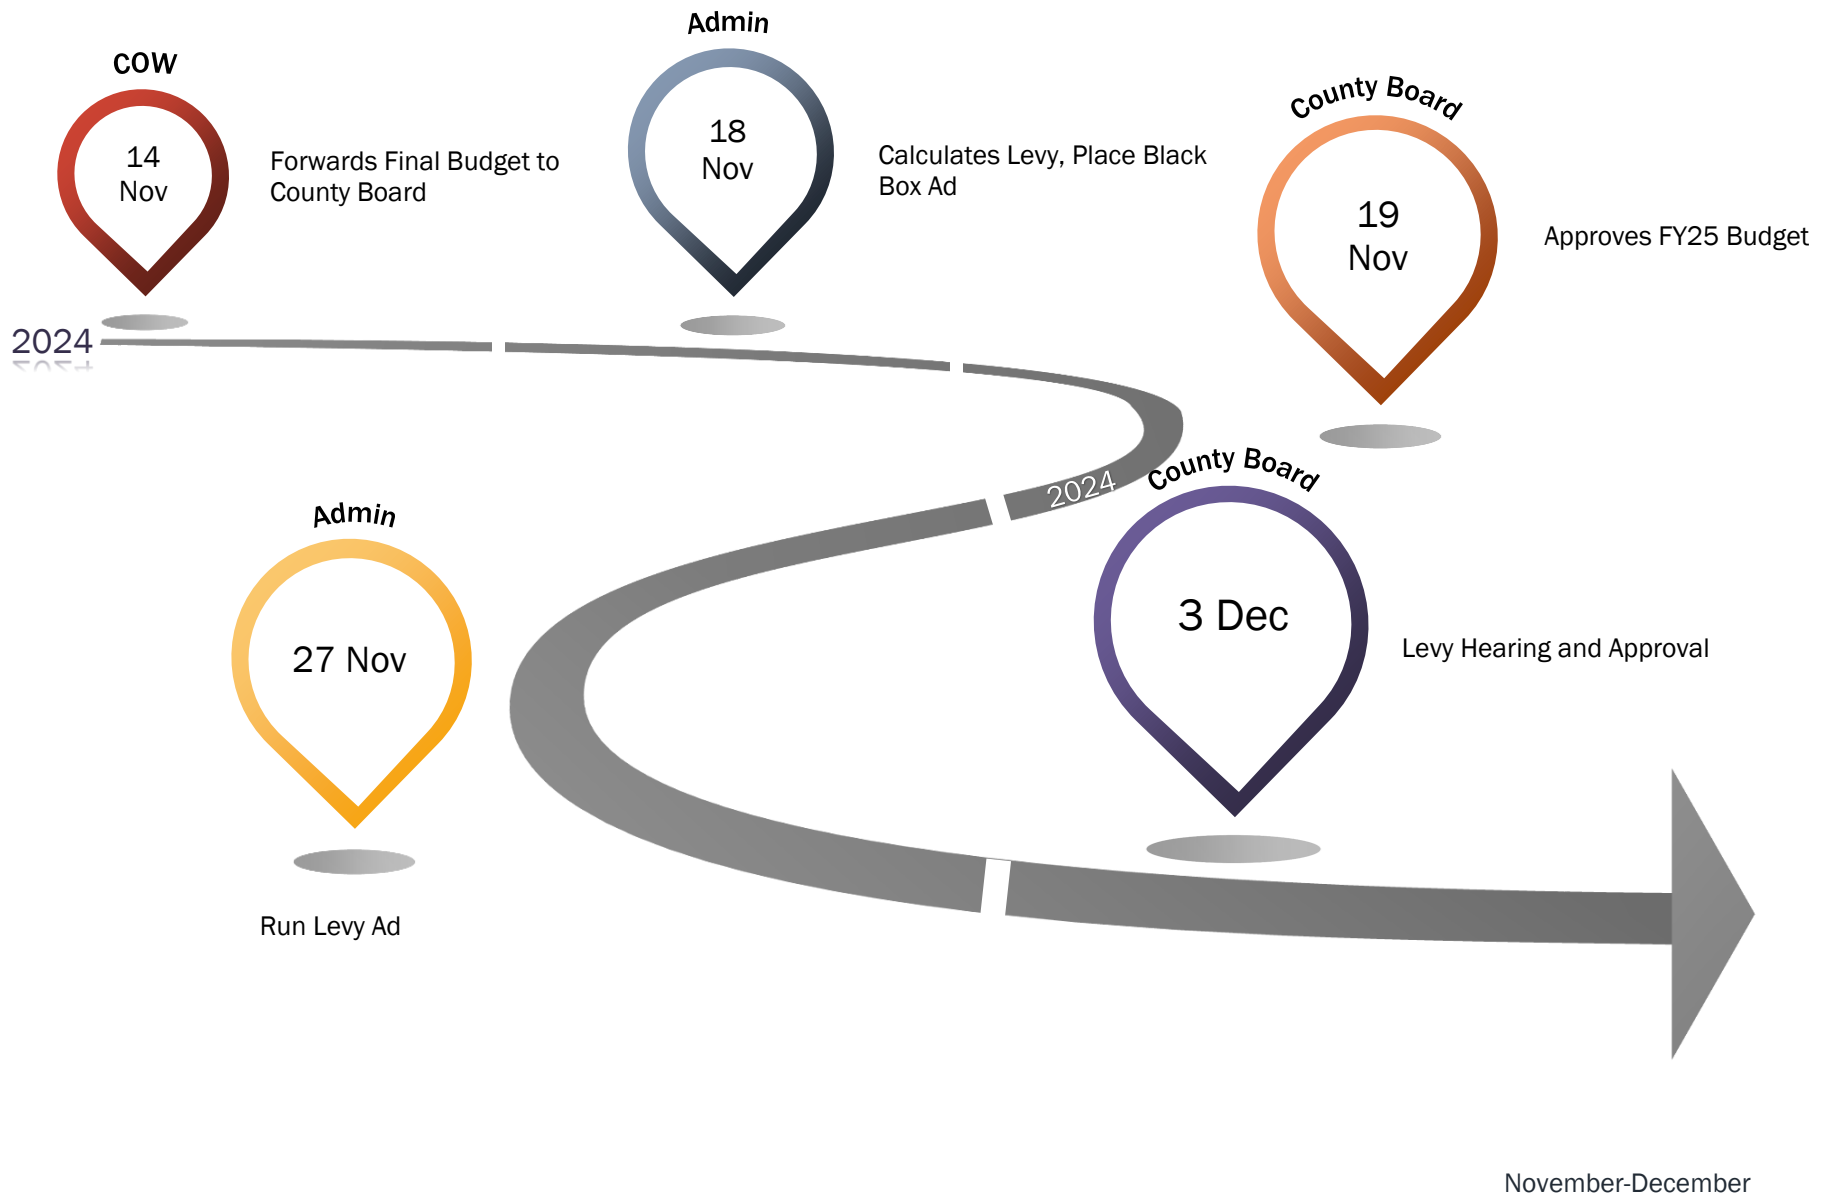 COW
14
Nov
Forwards Final Budget to
County Board
Admin
18
Nov
Calculates Levy, Place Black
Box Ad
County Board
19
Nov
Approves FY25 Budget
2024
2024
County Board
3 Dec
Levy Hearing and Approval
Admin
27 Nov
Run Levy Ad
November-December